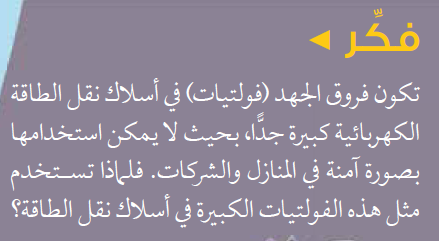 فكِّر
تكون فروق الجهد (فولتيات) في أسلاك نقل الطاقة
الكهربائية كبيرة جدًّا، بحيث لا يمكن استخدامها
بصورة آمنة في المنازل والشركات. فلماذا تستخدم
مثل هذه الفولتيات الكبيرة في أسلاك نقل الطاقة؟